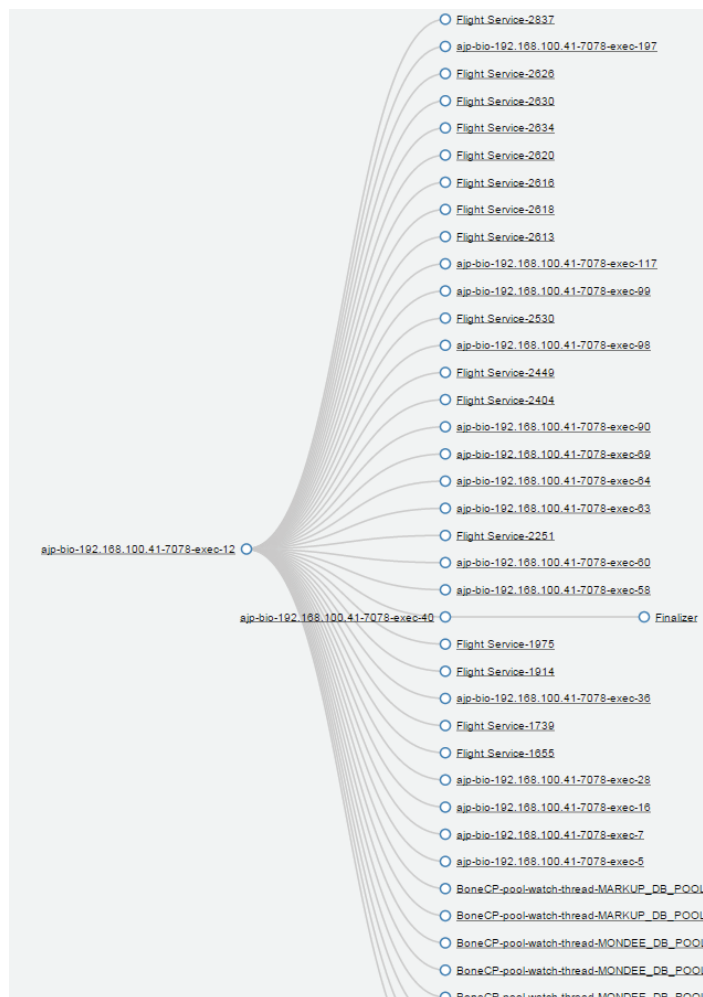 Flight Service-2837
ajp-bio-192.168.100.41-7078-exec-197
Flight Service-2626
Flight Service-2630
Flight Service-2634
Flight Service-2620
Flight Service-2616
Flight Service-2618
Flight Service-2613
ajp-bio-192.168.100.41-7078-exec-117
ajp-bio-192.168.100.41-7078-exec-99
Flight Service-2530
ajp-bio-192.168.100.41-7078-exec-98
Flight Service-2449
Flight Service-2404
ajp-bio-192.168.100.41-7078-exec-90
ajp-bio-192.168.100.41-7078-exec-69
ajp-bio-192.168.100.41-7078-exec-64
ajp-bio-192.168.100.41-7078-exec-63
Flight Service-2251
ajp-bio-192.168.100.41-7078-exec-12
ajp-bio-192.168.100.41-7078-exec-60
ajp-bio-192.168.100.41-7078-exec-58
ajp-bio-192.168.100.41-7078-exec-40 Finalizer
Flight Service-1975
Flight Service-1914
ajp-bio-192.168.100.41-7078-exec-36
Flight Service-1739
Flight Service-1655
ajp-bio-192.168.100.41-7078-exec-28
ajp-bio-192.168.100.41-7078-exec-16
ajp-bio-192.168.100.41-7078-exec-7
ajp-bio-192.168.100.41-7078-exec-5
BoneCP-pool-watch-thread-MARKUP_DB_POOL
BoneCP-pool-watch-thread-MARKUP_DB_POOL
BoneCP-pool-watch-thread-MONDEE_DB_POOL
BoneCP-pool-watch-thread-MONDEE_DB_POOL
BoneCP-pool-watch-thread-MONDEE_DB_POOL